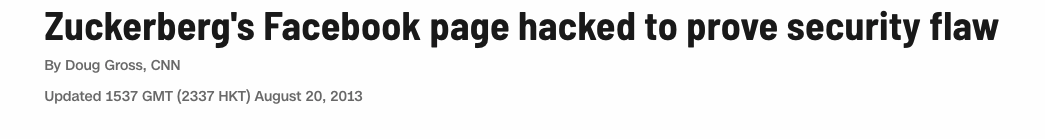 Zuckerberg's Facebook page hacked to prove security flaw
By Doug Gross, CNN
Updated 1537 GMT (2337 HKT) August 20, 2013